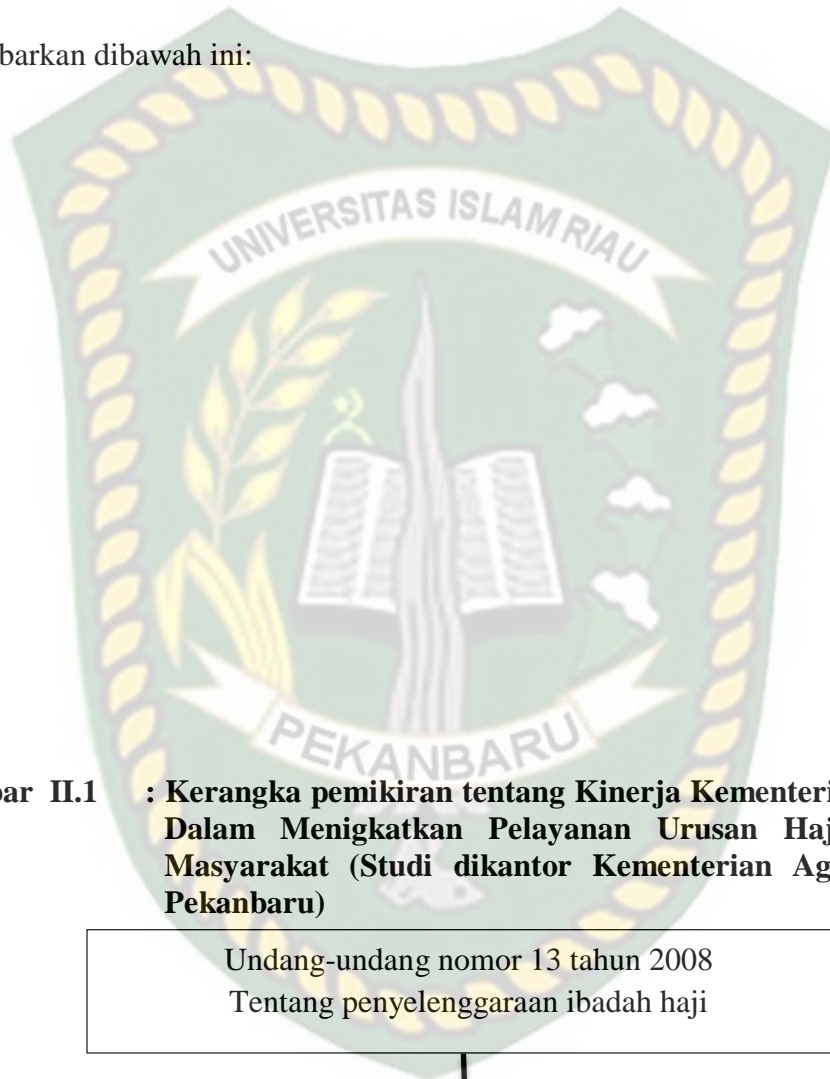 barkan dibawah ini:
UNIVERSITAS ISLAM RIAU
PEKANBARU
bar II.1 : Kerangka pemikiran tentang Kinerja Kementeri
Dalam Menigkatkan Pelayanan Urusan Haj
Masyarakat (Studi dikantor Kementerian Ag
Pekanbaru)
Undang-undang nomor 13 tahun 2008
Tentang penyelenggaraan ibadah haji